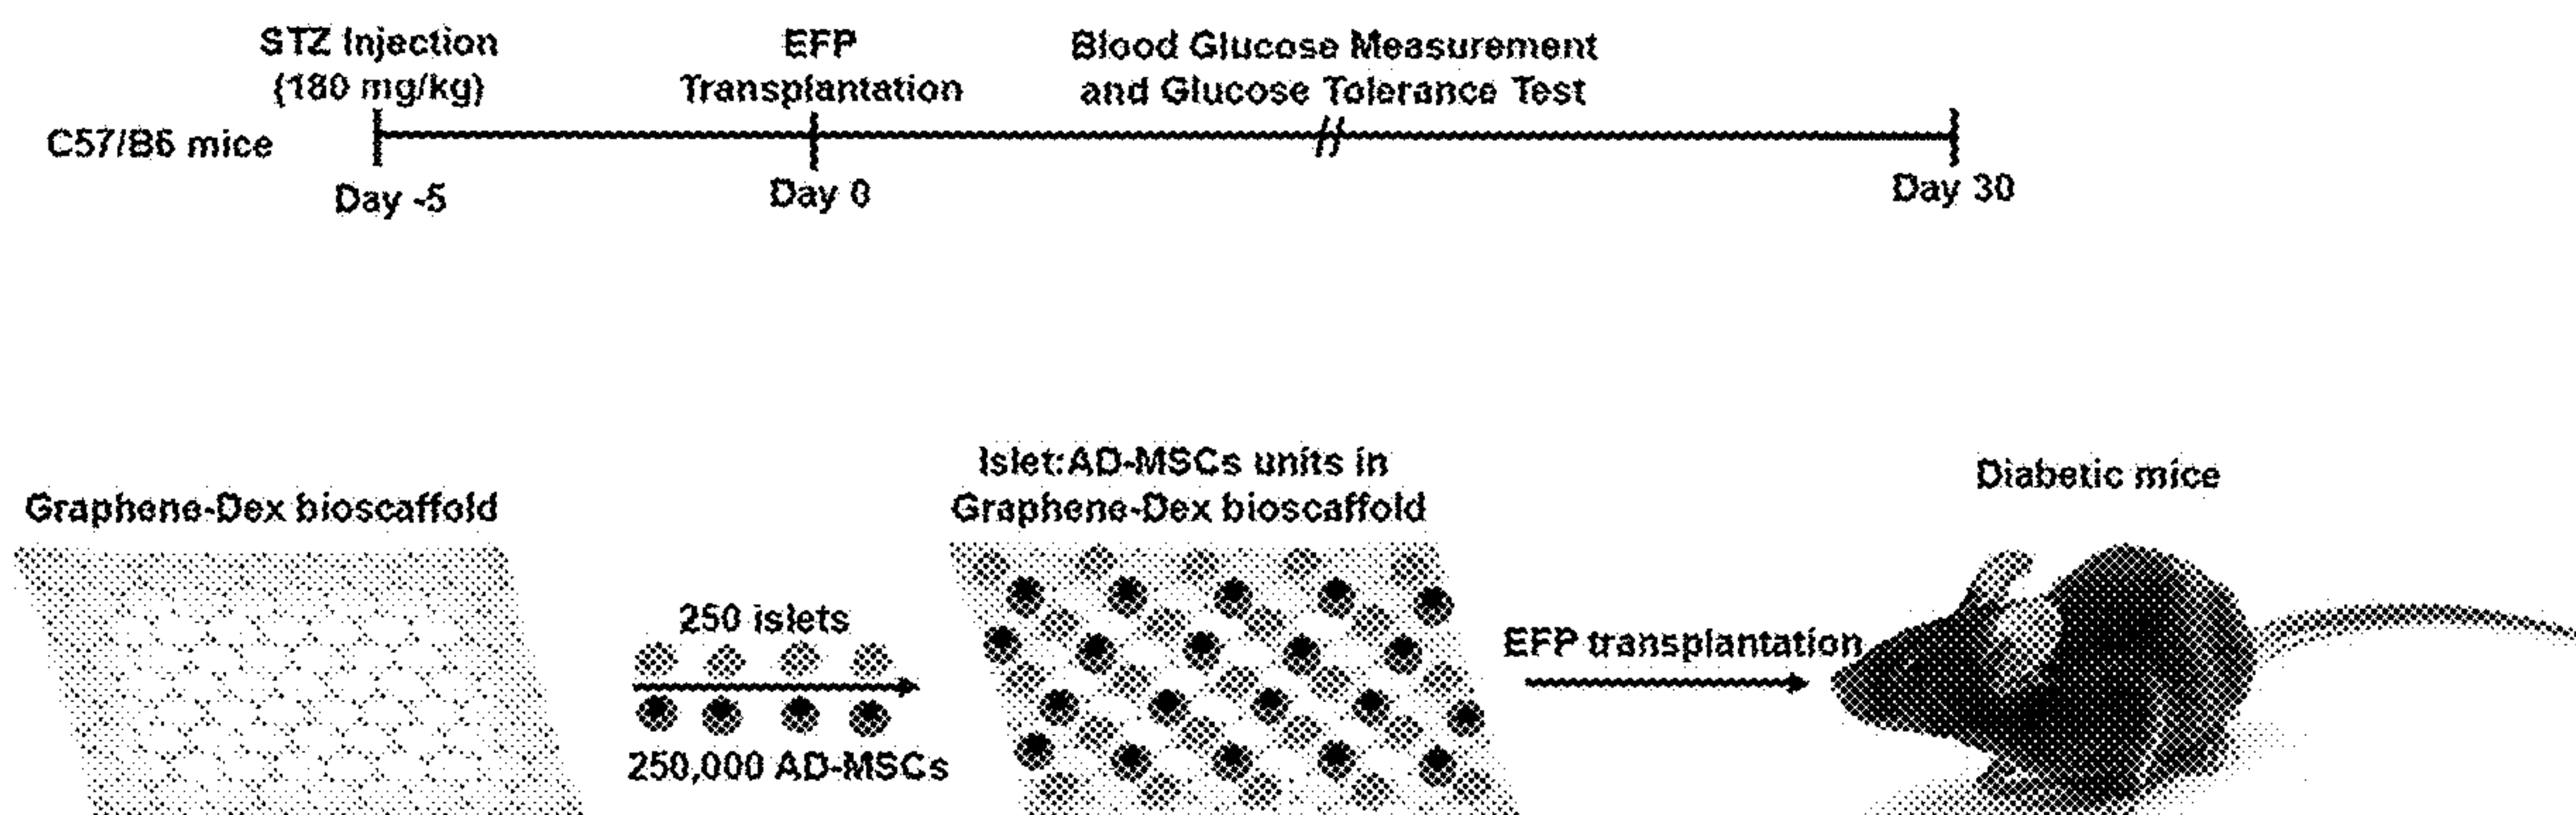 STZ Injection
(180 mg/kg)
EFP
Transplantation
Blood Glucose Measurement
and Glucose Tolerance Test
C57/B6 mice
Day -5
Day 0
Day 30
Graphene-Dex bioscaffold
250 islets
250,000 AD-MSCs
Islet:AD-MSCs units in
Graphene-Dex bioscaffold
EFP transplantation
Diabetic mice